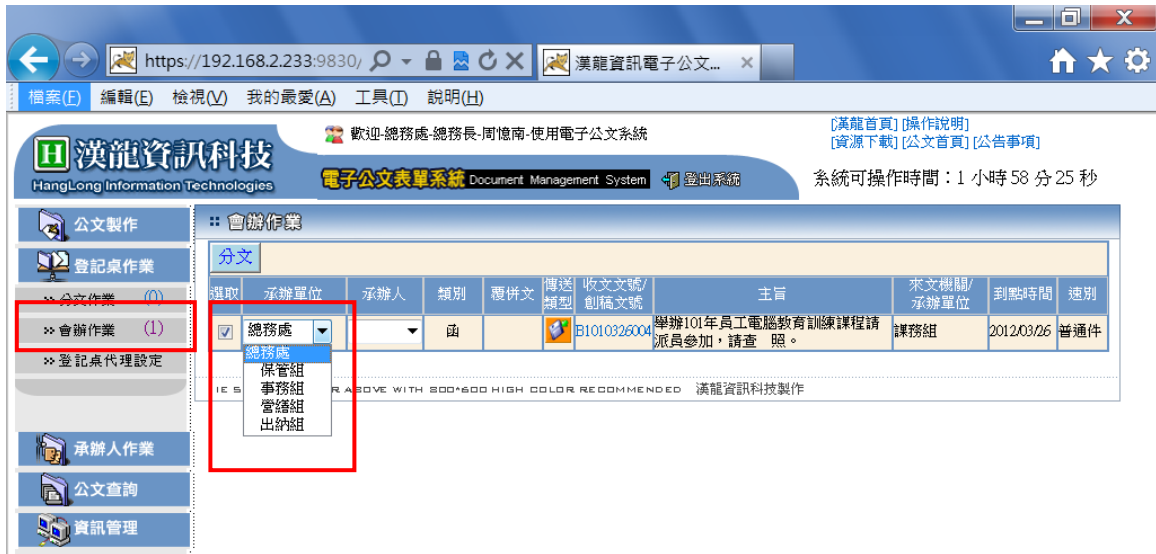 https://192.168.2.233:9830/
漢龍資訊電子公文...
檔案(F) 編輯(E) 檢視(V) 我的最愛(A) 工具(T) 說明(H)
漢龍資訊科技
HangLong Information Technologies
歡迎-總務處-總務長-周憶南-使用電子公文系統
[漢龍首頁] [操作說明]
[資源下載] [公文首頁] [公告事項]
電子公文表單系統 Document Management System 登出系統
系統可操作時間：1 小時 58 分 25 秒
公文製作
登記桌作業
分文作業 (0)
會辦作業 (1)
登記桌代理設定
承辦人作業
公文查詢
資訊管理
會辦作業
分文
選取 承辦單位 承辦人 類別 覆併文 傳送類型 收文文號/創稿文號 主旨 來文機關/承辦單位 到點時間 速別
總務處 函 B1010326004 舉辦101年員工電腦教育訓練課程請派員參加，請查 照。 課務組 2012/03/26 普通件
總務處
保管組
事務組
營繕組
出納組
IE 5 R ABOVE WITH 800*600 HIGH COLOR RECOMMENDED 漢龍資訊科技製作